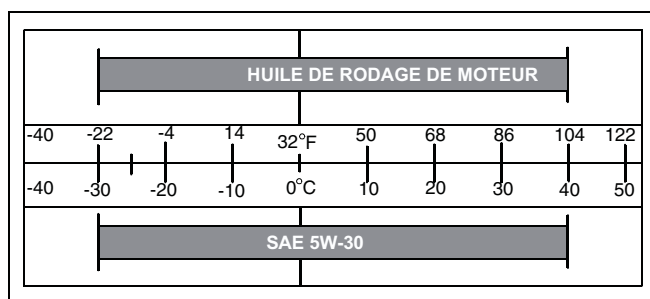 HUILE DE RODAGE DE MOTEUR
-40 -22 -4 14 32°F 50 68 86 104 122
-40 -30 -20 -10 0°C 10 20 30 40 50
SAE 5W-30